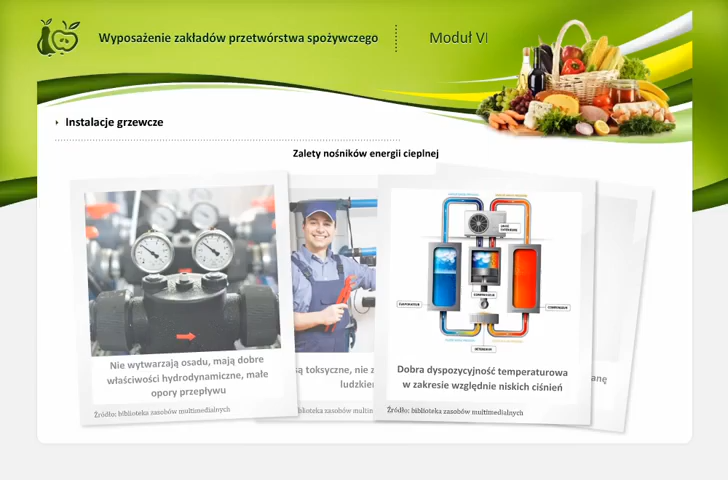 Wyposażenie zakładów przetwórstwa spożywczego
Moduł VI
Instalacje grzewcze
Zalety nośników energii cieplnej
Nie wytwarzają osadu, mają dobre
właściwości hydrodynamiczne, małe
opory przepływu
Źródło: biblioteka zasobów multimedialnych
są toksyczne, nie
ludzkie
biblioteka zasobów multim
Dobra dyspozycyjność temperaturowa
w zakresie względnie niskich ciśnień
Źródło: biblioteka zasobów multimedialnych
anę